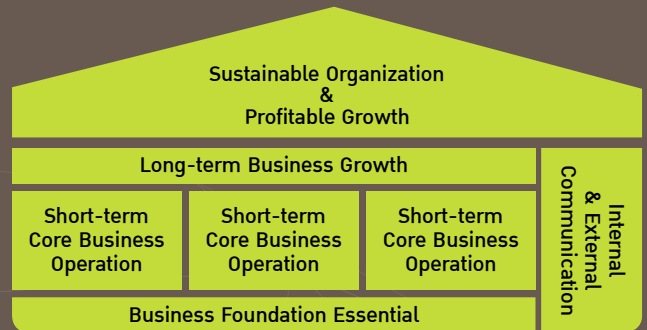 Sustainable Organization
&
Profitable Growth
Long-term Business Growth
Short-term
Core Business
Operation
Short-term
Core Business
Operation
Short-term
Core Business
Operation
Internal
& External
Communication
Business Foundation Essential